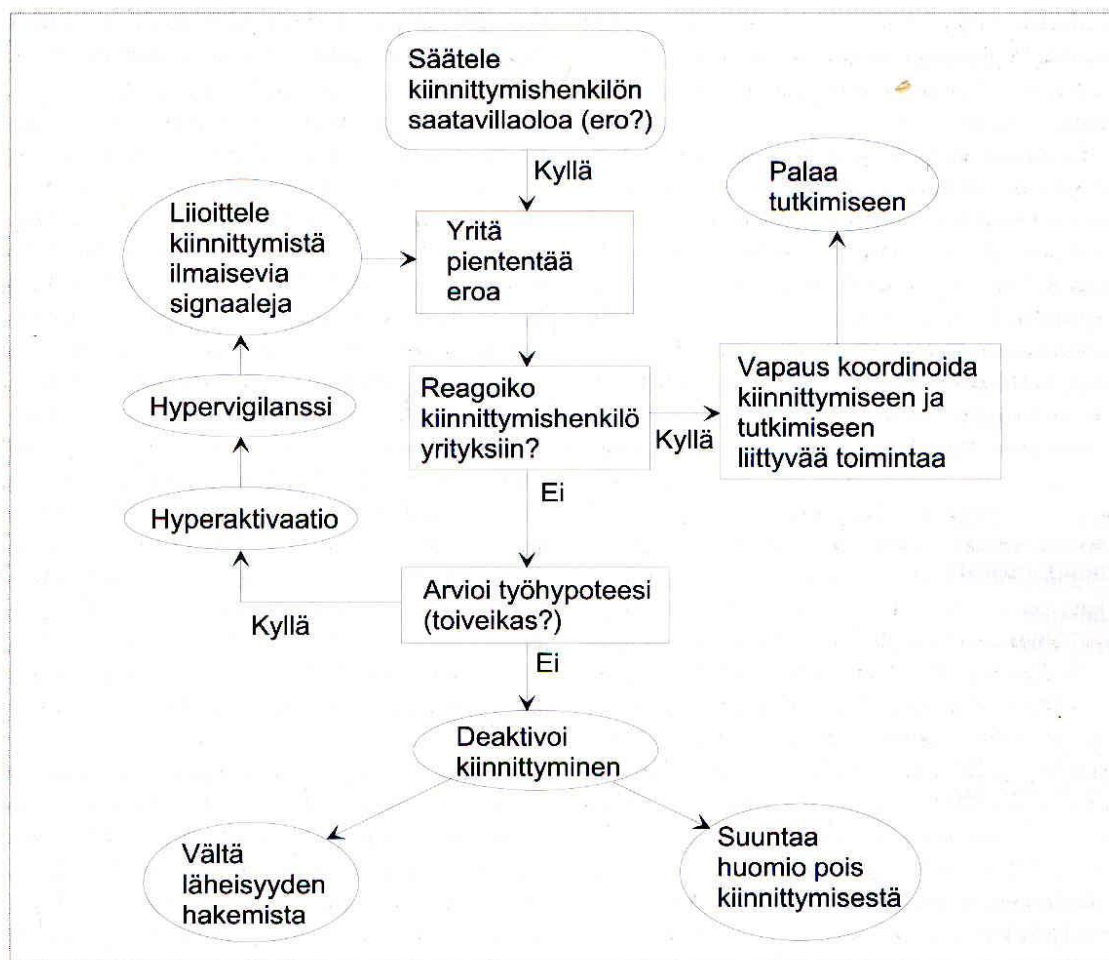 Säätele
kiinnittymishenkilön
saatavillaoloa (ero?)
Kyllä
Palaa
tutkimiseen
Liioittele
kiinnittymistä
ilmaisevia
signaaleja
Yritä
piententää
eroa
Reagoiko
kiinnittymishenkilö
yrityksiin?
Kyllä
Vapaus koordinoida
kiinnittymiseen ja
tutkimiseen
liittyvää toimintaa
Hypervigilanssi
Ei
Hyperaktivaatio
Arvioi työhypoteesi
(toiveikas?)
Kyllä
Ei
Deaktivoi
kiinnittyminen
Vältä
läheisyyden
hakemista
Suuntaa
huomio pois
kiinnittymisestä